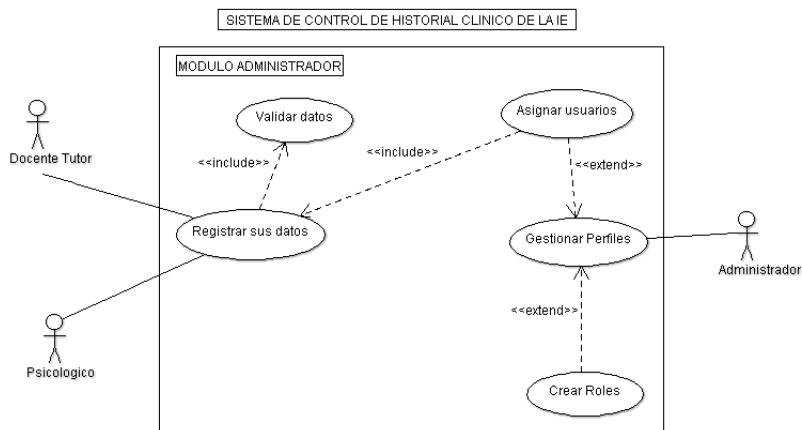 SISTEMA DE CONTROL DE HISTORIAL CLINICO DE LA IE
MODULO ADMINISTRADOR
Validar datos
Asignar usuarios
Docente Tutor
<<include>>
<<include>>
<<extend>>
Registrar sus datos
Gestionar Perfiles
Administrador
<<extend>>
Psicologico
Crear Roles